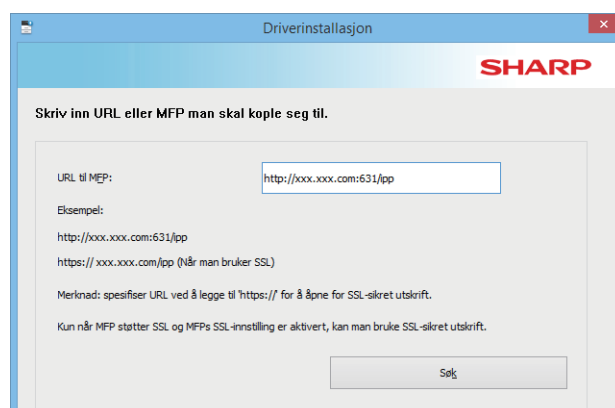 Driverinstallasjon
SHARP
Skriv inn URL eller MFP man skal kople seg til.
URL til MFP:
http://xxx.xxx.com:631/ipp
Eksempel:
http://xxx.xxx.com:631/ipp
https:// xxx.xxx.com/ipp (Når man bruker SSL)
Merknad: spesifiser URL ved å legge til 'https://' for å åpne for SSL-sikret utskrift.
Kun når MFP støtter SSL og MFPs SSL-innstilling er aktivert, kan man bruke SSL-sikret utskrift.
Søk